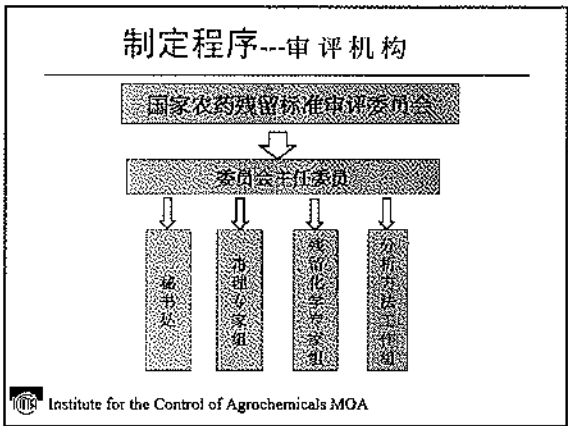 制定程序---审评机构
国家农药残留标准审评委员会
委员会主任委员
秘书处
毒理专家组
残留化学专家组
分析方法工作组
Institute for the Control of Agrochemicals MOA